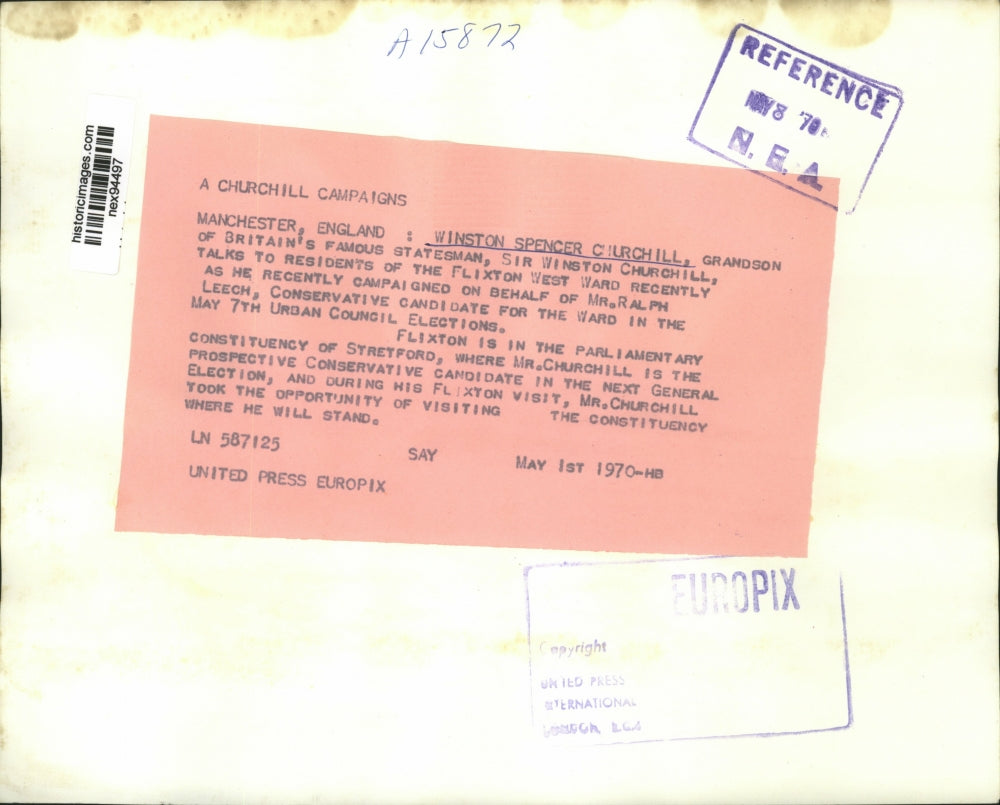 A15872
REFERENCE
MAY 8 '70
N. E. A.
historicimages.com
nex94497
A CHURCHILL CAMPAIGNS
MANCHESTER, ENGLAND : WINSTON SPENCER CHURCHILL, GRANDSON
OF BRITAIN'S FAMOUS STATESMAN, SIR WINSTON CHURCHILL,
TALKS TO RESIDENTS OF THE FLIXTON WEST WARD RECENTLY
AS HE RECENTLY CAMPAIGNED ON BEHALF OF MR.RALPH
LEECH, CONSERVATIVE CANDIDATE FOR THE WARD IN THE
MAY 7TH URBAN COUNCIL ELECTIONS.
FLIXTON IS IN THE PARLIAMENTARY
CONSTITUENCY OF STRETFORD, WHERE MR.CHURCHILL IS THE
PROSPECTIVE CONSERVATIVE CANDIDATE IN THE NEXT GENERAL
ELECTION, AND DURING HIS FLIXTON VISIT, MR.CHURCHILL
TOOK THE OPPORTUNITY OF VISITING THE CONSTITUENCY
WHERE HE WILL STAND.
LN 587125 SAY MAY 1ST 1970-HB
UNITED PRESS EUROPIX
EUROPIX
Copyright
UNITED PRESS
INTERNATIONAL
LONDON, E.C.4